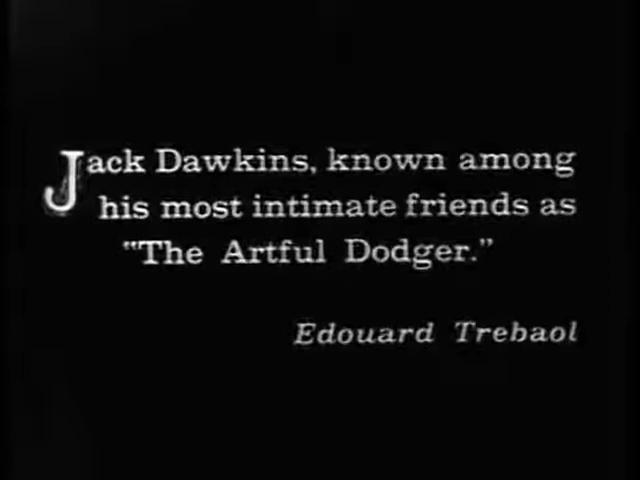 Jack Dawkins, known among
his most intimate friends as
"The Artful Dodger."
Edouard Trebaol